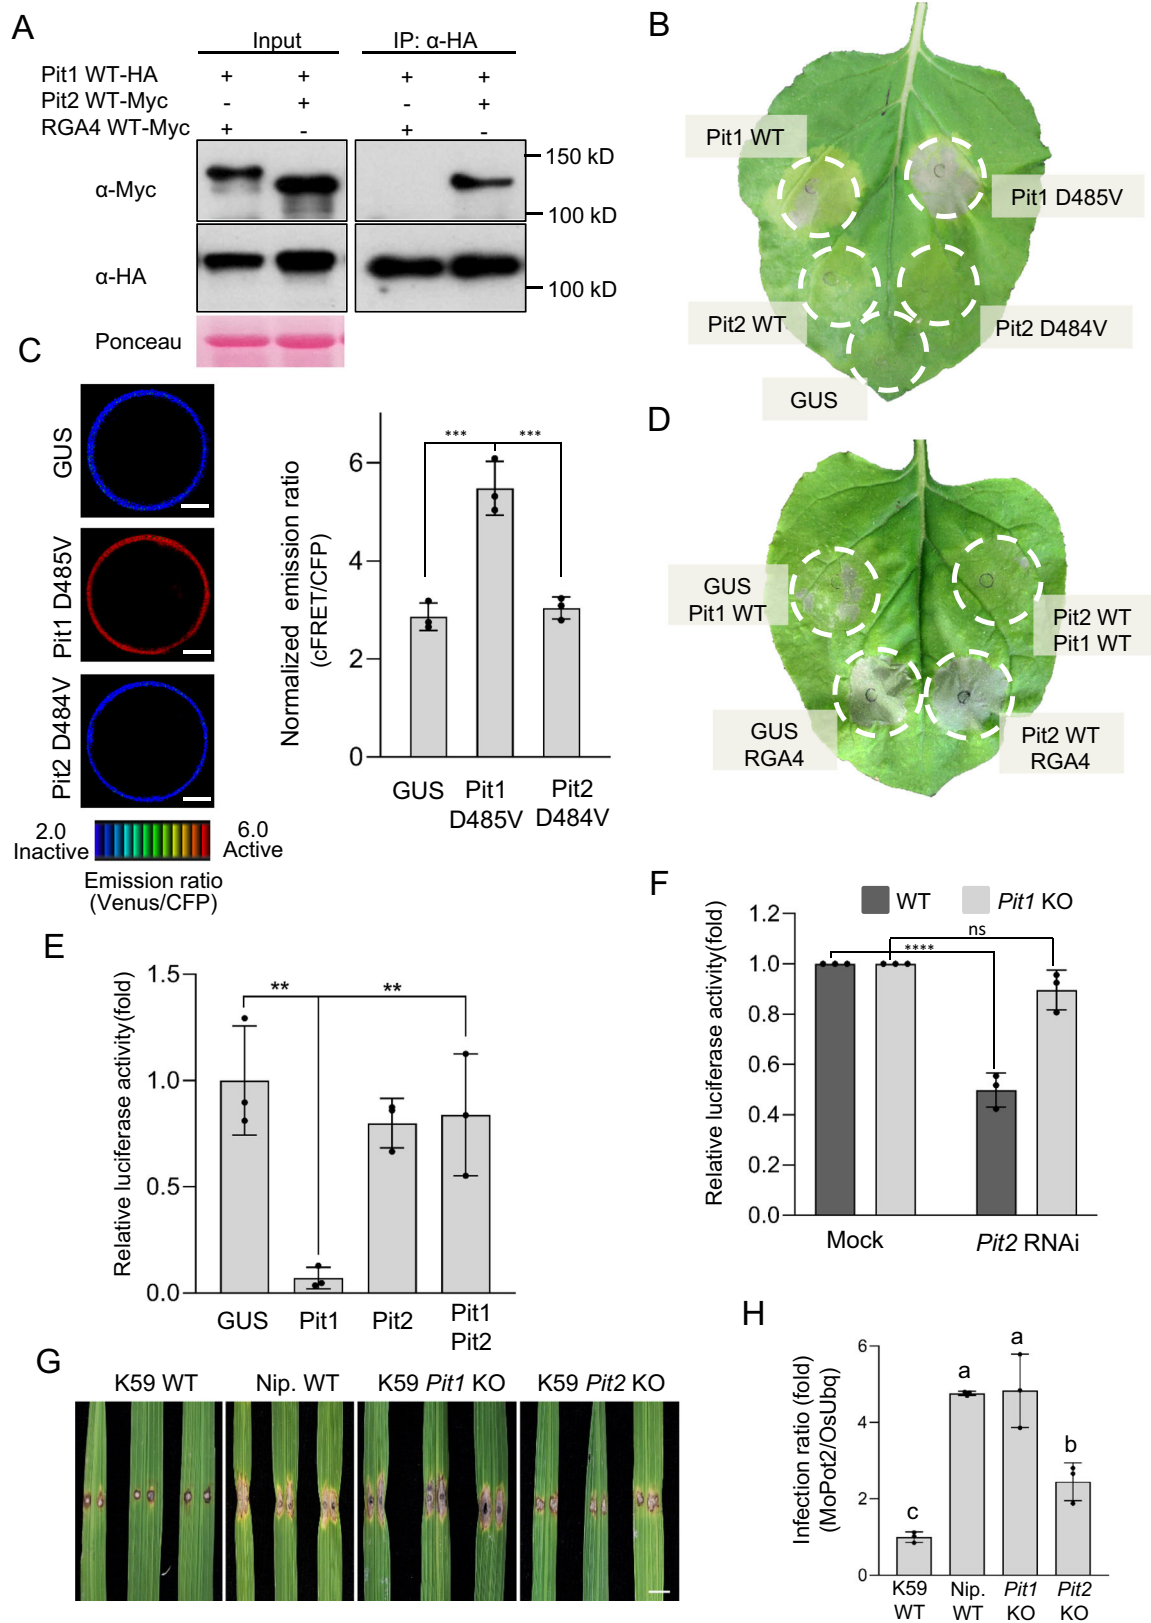 A
Input
IP: α-HA
Pit1 WT-HA + + + +
Pit2 WT-Myc - + - +
RGA4 WT-Myc + - + -
α-Myc
150 kD
100 kD
α-HA
100 kD
Ponceau
B
Pit1 WT
Pit1 D485V
Pit2 WT
Pit2 D484V
GUS
C
GUS
Pit1 D485V
Pit2 D484V
2.0
Inactive
6.0
Active
Emission ratio
(Venus/CFP)
Normalized emission ratio
(cFRET/CFP)
6
4
2
0
***
***
GUS
Pit1
D485V
Pit2
D484V
D
GUS
Pit1 WT
Pit2 WT
Pit1 WT
GUS
RGA4
Pit2 WT
RGA4
E
Relative luciferase activity(fold)
1.5
1.0
0.5
0.0
**
**
GUS
Pit1
Pit2
Pit1
Pit2
F
WT
Pit1 KO
Relative luciferase activity(fold)
1.2
1.0
0.8
0.6
0.4
0.2
0.0
ns
****
Mock
Pit2 RNAi
G
K59 WT
Nip. WT
K59 Pit1 KO
K59 Pit2 KO
H
Infection ratio (fold)
(MoPot2/OsUbq)
6
4
2
0
c
a
a
b
K59
WT
Nip.
WT
Pit1
KO
Pit2
KO